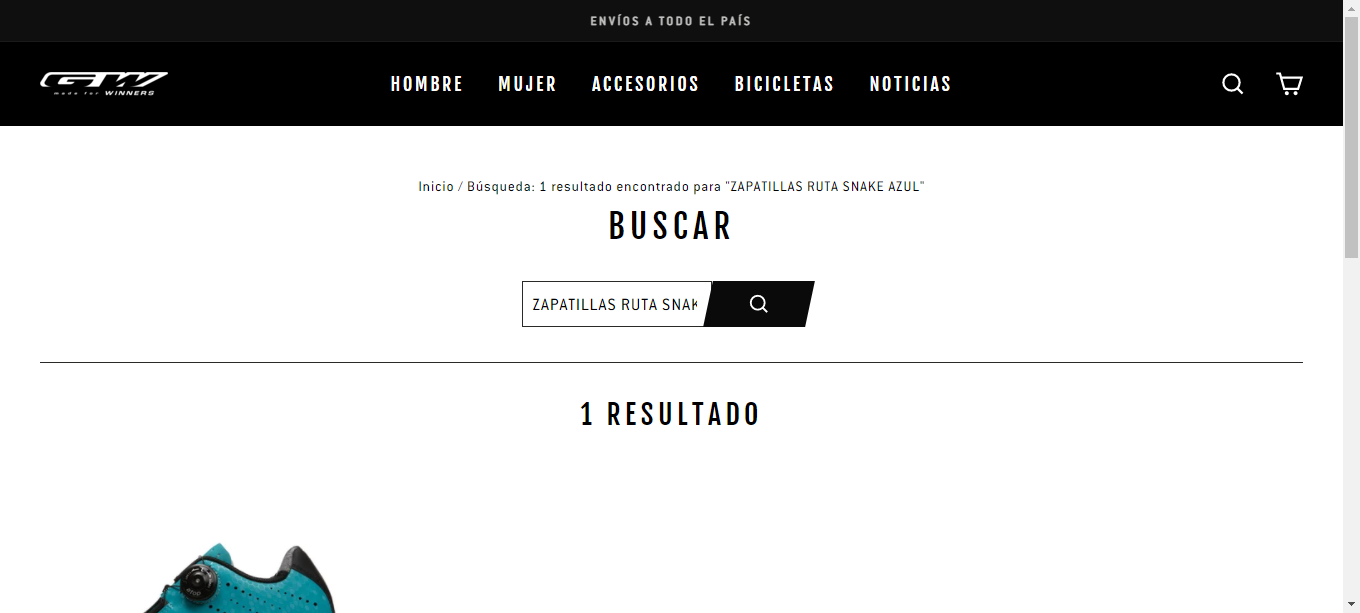 ENVÍOS A TODO EL PAÍS
GW
made for WINNERS
HOMBRE MUJER ACCESORIOS BICICLETAS NOTICIAS
Inicio / Búsqueda: 1 resultado encontrado para "ZAPATILLAS RUTA SNAKE AZUL"
BUSCAR
ZAPATILLAS RUTA SNAK
1 RESULTADO